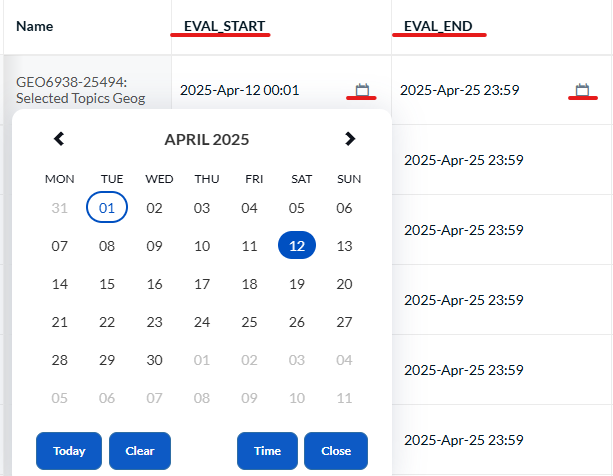 Name EVAL_START EVAL_END
GEO6938-25494:
Selected Topics Geog
2025-Apr-12 00:01 2025-Apr-25 23:59
APRIL 2025
MON TUE WED THU FRI SAT SUN
31 01 02 03 04 05 06
07 08 09 10 11 12 13
14 15 16 17 18 19 20
21 22 23 24 25 26 27
28 29 30 01 02 03 04
05 06 07 08 09 10 11
Today Clear Time Close
2025-Apr-25 23:59
2025-Apr-25 23:59
2025-Apr-25 23:59
2025-Apr-25 23:59
2025-Apr-25 23:59